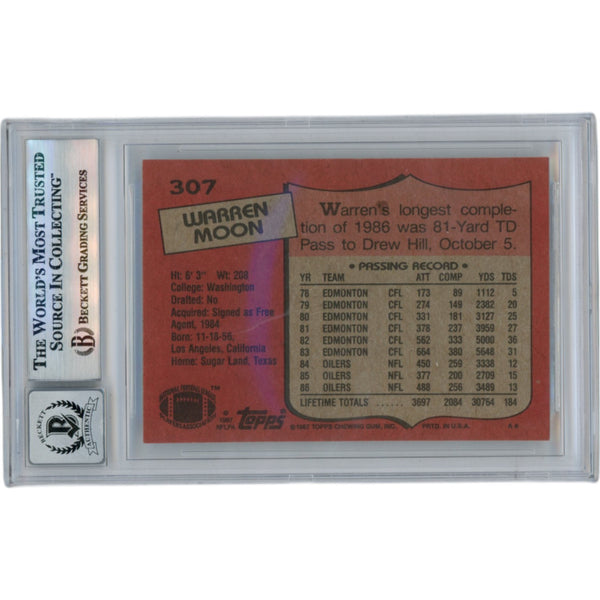 THE WORLD'S MOST TRUSTED
SOURCE IN COLLECTING™
BECKETT GRADING SERVICES
BECKETT
AUTHENTIC
307
WARREN
MOON
Warren's longest comple-
tion of 1986 was 81-Yard TD
Pass to Drew Hill, October 5.
Ht: 6' 3" Wt: 208
College: Washington
Drafted: No
Acquired: Signed as Free
Agent, 1984
Born: 11-18-56,
Los Angeles, California
Home: Sugar Land, Texas
• PASSING RECORD •
YR TEAM ATT COMP YDS TDS
78 EDMONTON CFL 173 89 1112 5
79 EDMONTON CFL 274 149 2382 20
80 EDMONTON CFL 331 181 3127 25
81 EDMONTON CFL 378 237 3959 27
82 EDMONTON CFL 562 333 5000 36
83 EDMONTON CFL 664 380 5648 31
84 OILERS NFL 450 259 3338 12
85 OILERS NFL 377 200 2709 15
86 OILERS NFL 488 256 3489 13
LIFETIME TOTALS ...... 3697 2084 30764 184
TM
© 1987
NFLPA
topps
©1987 TOPPS CHEWING GUM, INC. PRTD. IN U.S.A.